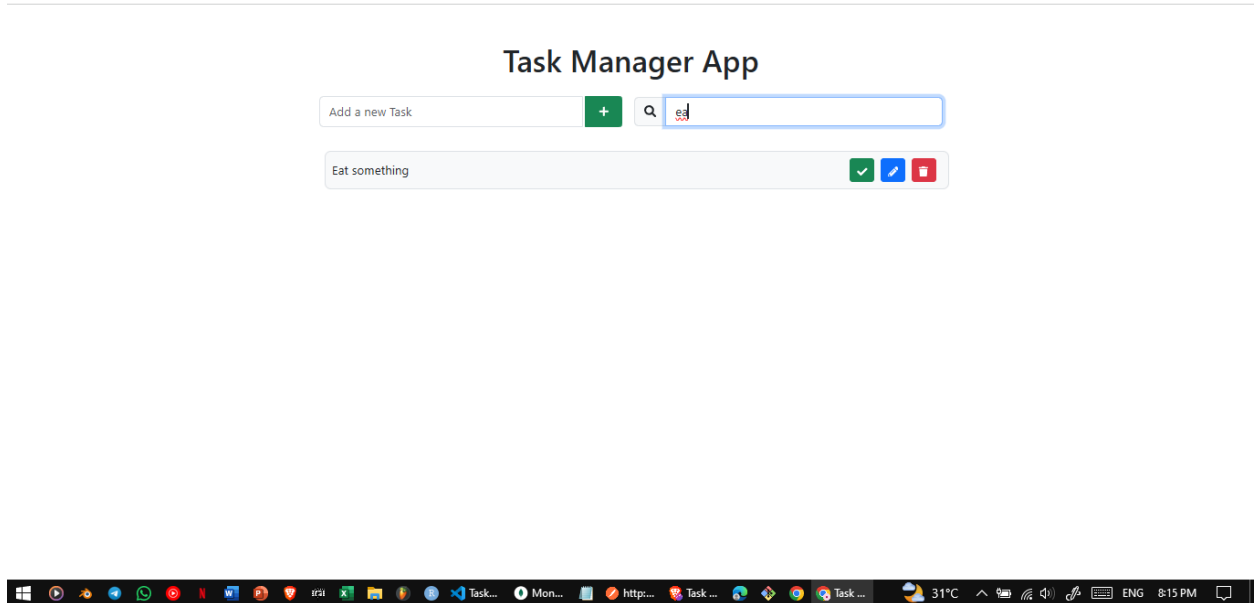 Task Manager App
Add a new Task
ea
Eat something
Task...
Mon...
http:...
Task ...
Task ...
31°C
ENG
8:15 PM